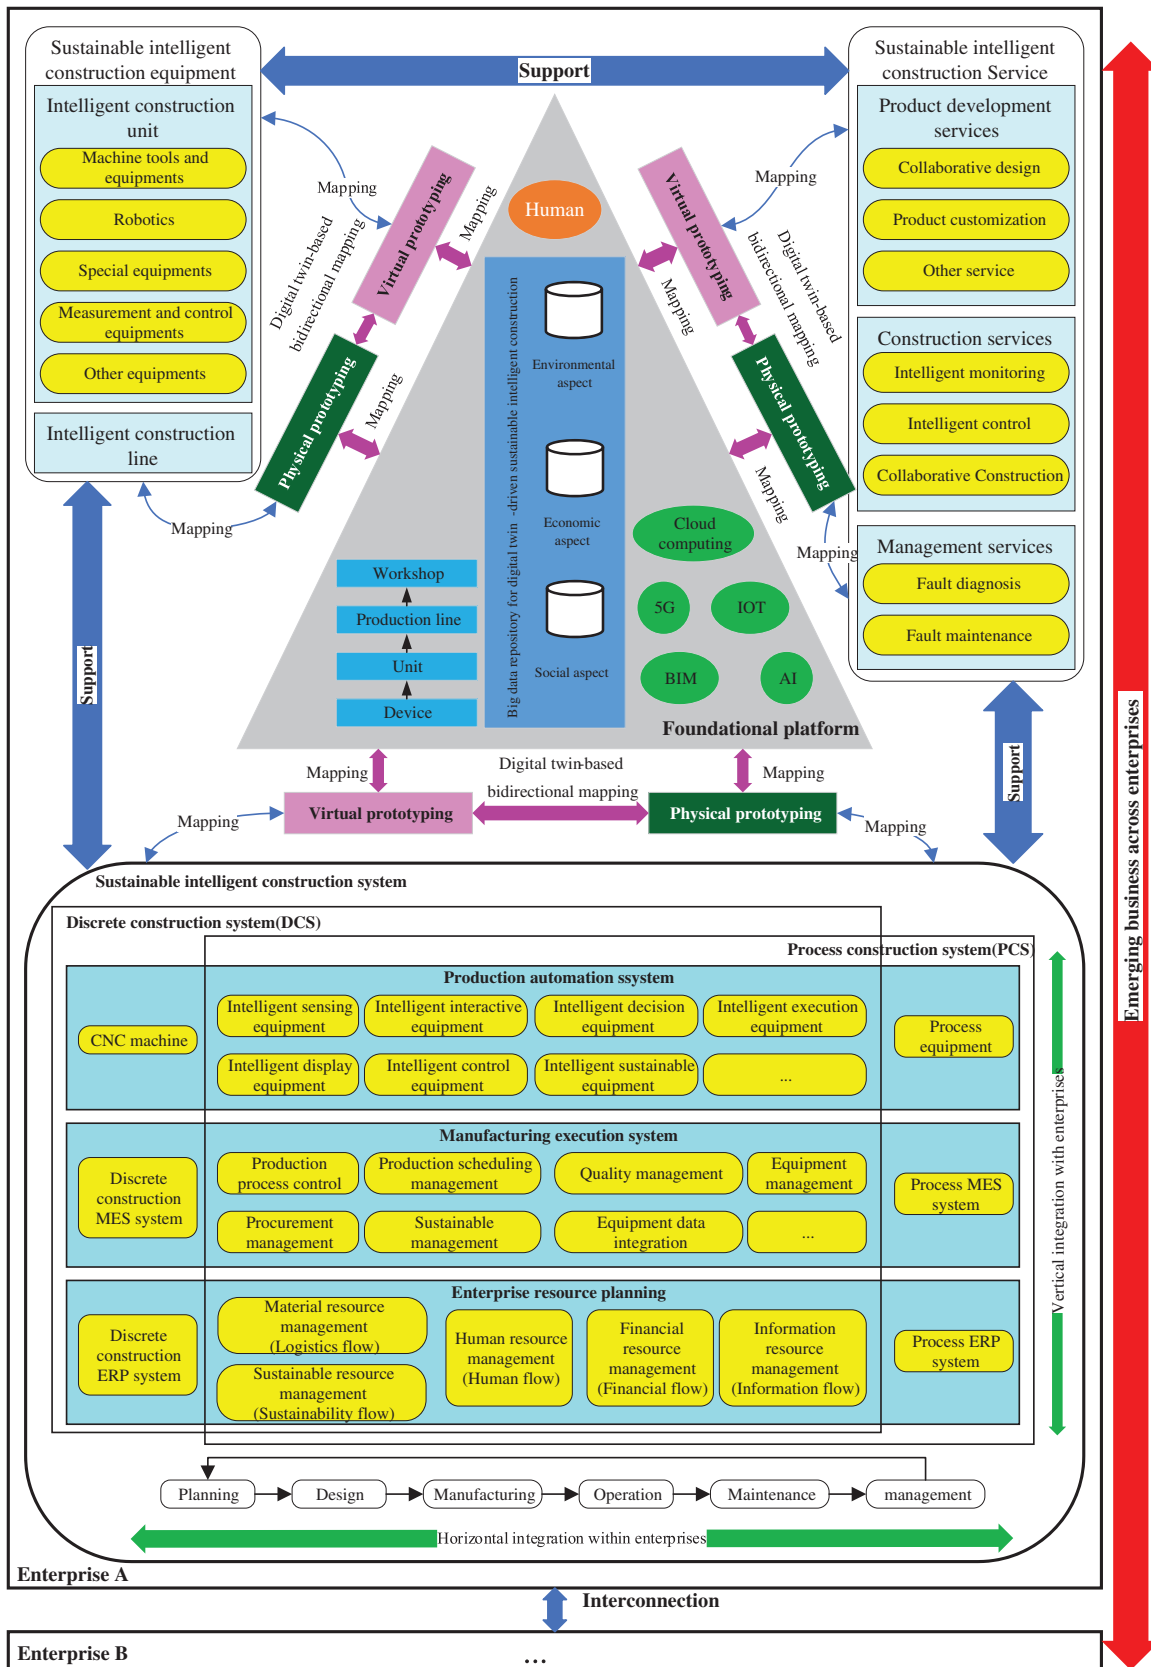 Sustainable intelligent
construction equipment
Intelligent construction
unit
Machine tools and
equipments
Robotics
Special equipments
Measurement and control
equipments
Other equipments
Intelligent construction
line
Support
Sustainable intelligent
construction Service
Product development
services
Collaborative design
Product customization
Other service
Construction services
Intelligent monitoring
Intelligent control
Collaborative Construction
Management services
Fault diagnosis
Fault maintenance
Mapping
Virtual prototyping
Mapping
Digital twin-based
bidirectional mapping
Physical prototyping
Mapping
Mapping
Human
Big data repository for digital twin -driven sustainable intelligent construction
Environmental
aspect
Economic
aspect
Social aspect
Workshop
Production line
Unit
Device
Cloud
computing
5G
IOT
BIM
AI
Foundational platform
Virtual prototyping
Mapping
Mapping
Digital twin-based
bidirectional mapping
Physical prototyping
Mapping
Mapping
Support
Support
Mapping
Digital twin-based
bidirectional mapping
Mapping
Mapping
Virtual prototyping
Physical prototyping
Mapping
Emerging business across enterprises
Sustainable intelligent construction system
Discrete construction system(DCS)
Process construction system(PCS)
Production automation ssystem
CNC machine
Intelligent sensing
equipment
Intelligent interactive
equipment
Intelligent decision
equipment
Intelligent execution
equipment
Intelligent display
equipment
Intelligent control
equipment
Intelligent sustainable
equipment
...
Process
equipment
Manufacturing execution system
Discrete
construction
MES system
Production
process control
Production scheduling
management
Quality management
Equipment
management
Procurement
management
Sustainable
management
Equipment data
integration
...
Process MES
system
Enterprise resource planning
Discrete
construction
ERP system
Material resource
management
(Logistics flow)
Sustainable resource
management
(Sustainability flow)
Human resource
management
(Human flow)
Financial
resource
management
(Financial flow)
Information
resource
management
(Information flow)
Process ERP
system
Vertical integration with enterprises
Planning
Design
Manufacturing
Operation
Maintenance
management
Horizontal integration within enterprises
Enterprise A
Interconnection
Enterprise B
...